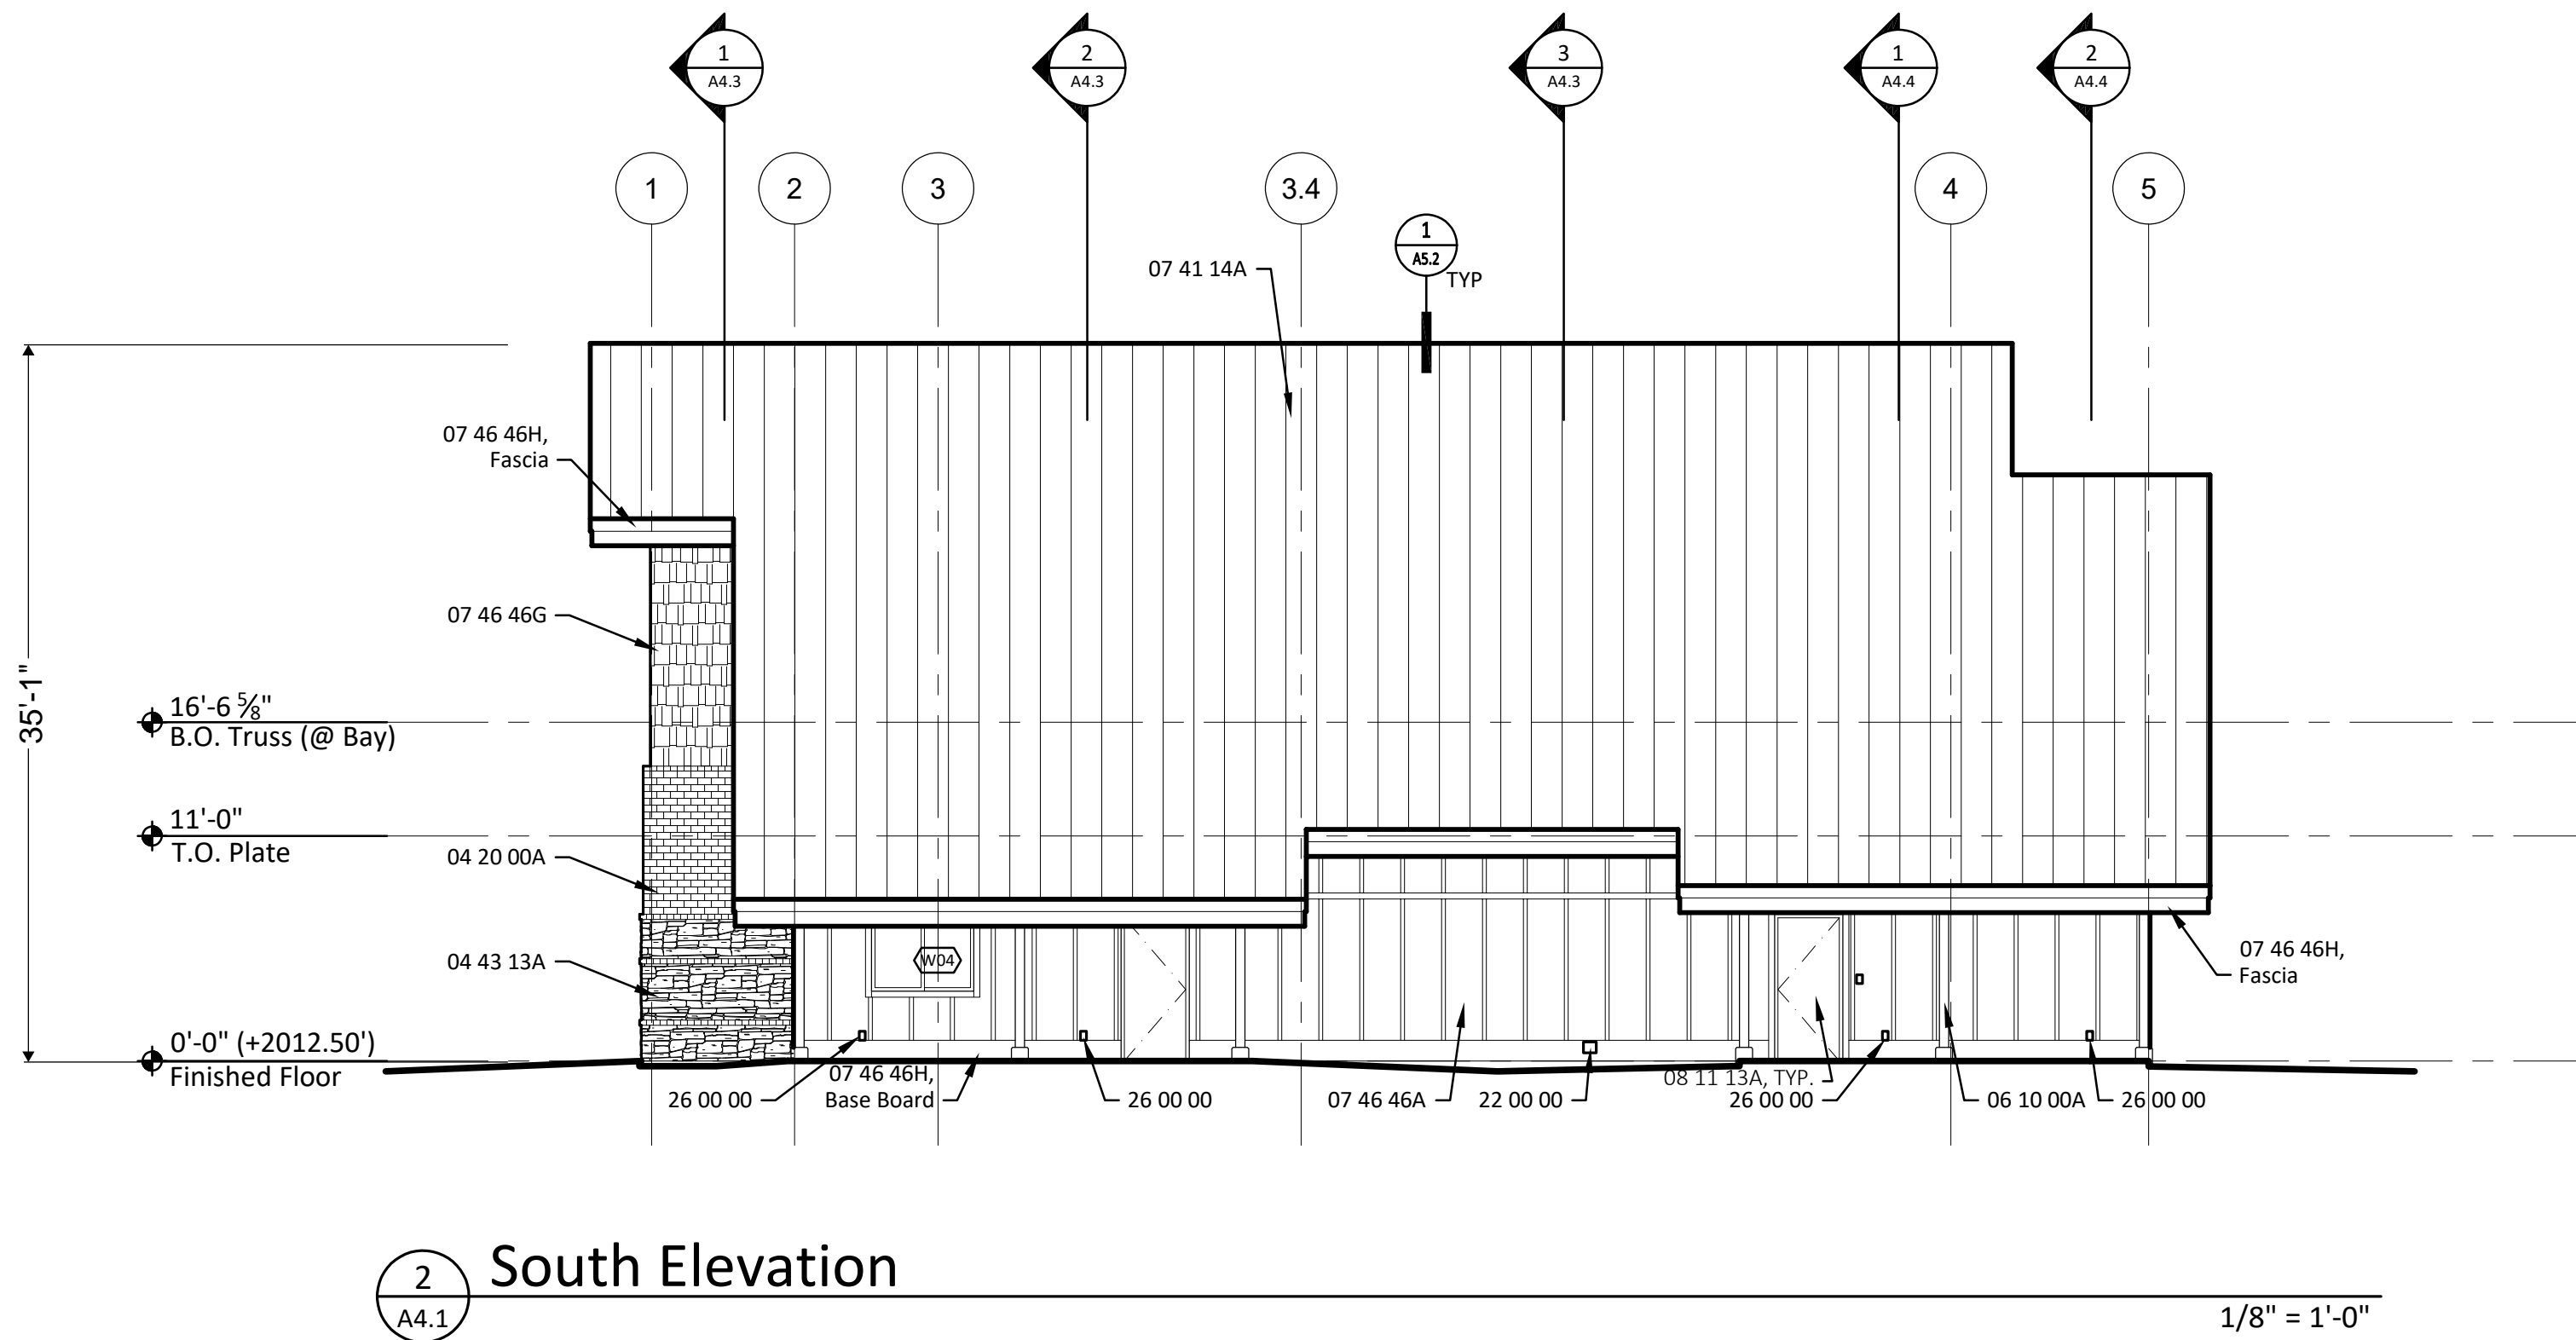 1
A4.3
2
A4.3
3
A4.3
1
A4.4
2
A4.4
1
2
3
3.4
4
5
1
A5.2
TYP
07 41 14A
07 46 46H,
Fascia
07 46 46G
35'-1"
16'-6 ⅝"
B.O. Truss (@ Bay)
11'-0"
T.O. Plate
04 20 00A
04 43 13A
W04
07 46 46H,
Fascia
0'-0" (+2012.50')
Finished Floor
26 00 00
07 46 46H,
Base Board
26 00 00
07 46 46A
22 00 00
08 11 13A, TYP.
26 00 00
06 10 00A
26 00 00
2
A4.1
South Elevation
1/8" = 1'-0"